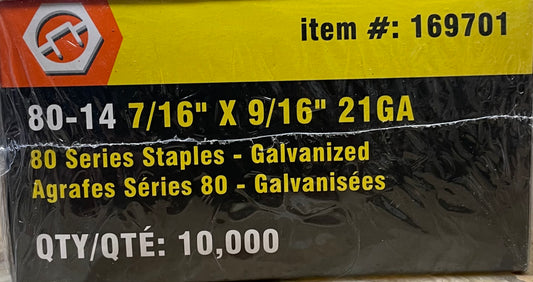 item #: 169701
80-14 7/16" X 9/16" 21GA
80 Series Staples - Galvanized
Agrafes Séries 80 - Galvanisées
QTY/QTÉ: 10,000